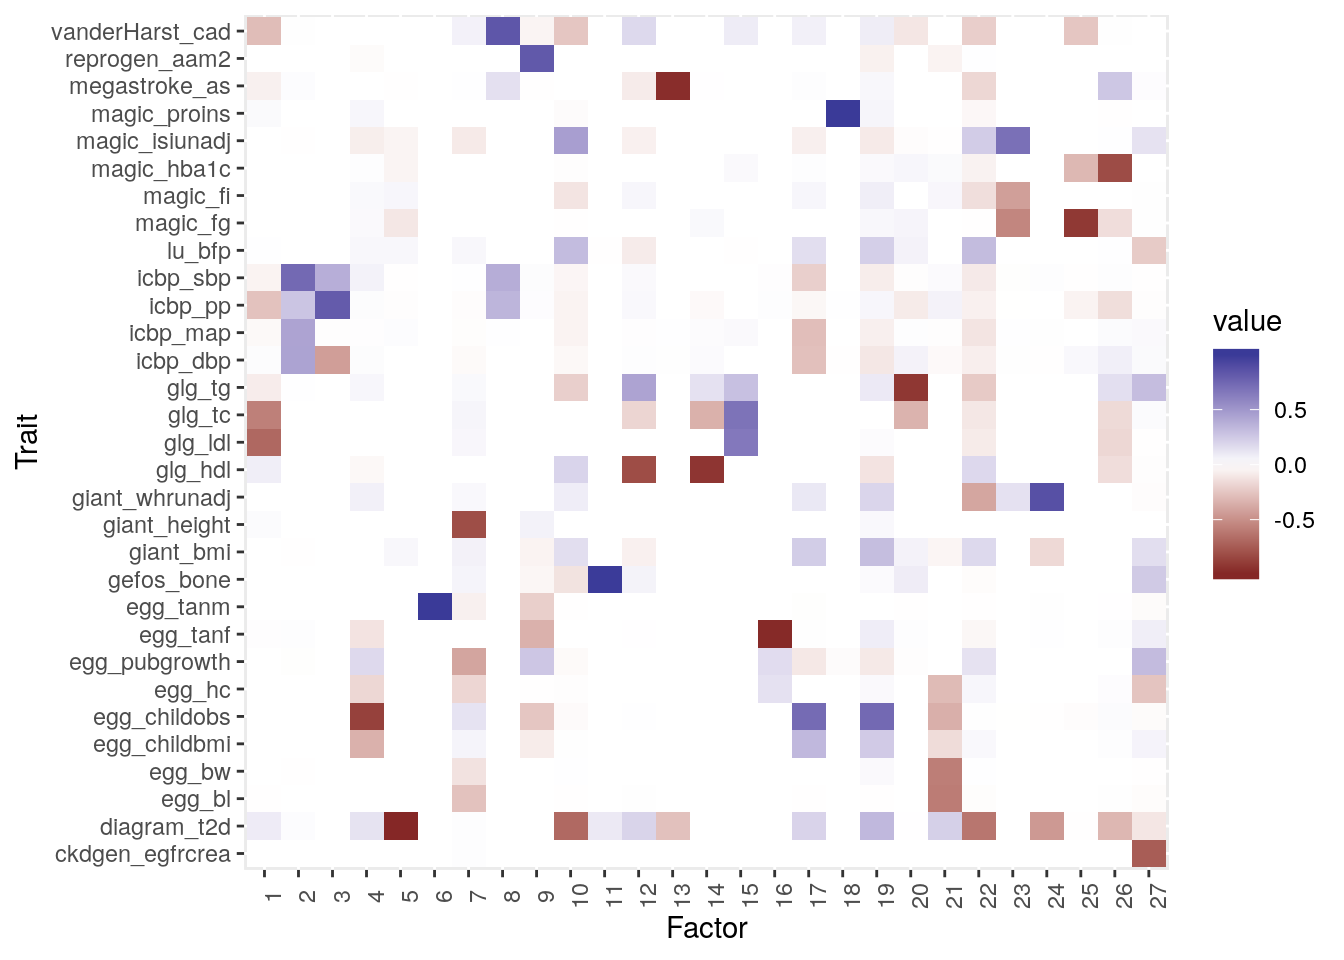 vanderHarst_cad
reprogen_aam2
megastroke_as
magic_proins
magic_isiunadj
magic_hba1c
magic_fi
magic_fg
lu_bfp
icbp_sbp
icbp_pp
icbp_map
icbp_dbp
glg_tg
glg_tc
glg_ldl
glg_hdl
giant_whrunadj
giant_height
giant_bmi
gefos_bone
egg_tanm
egg_tanf
egg_pubgrowth
egg_hc
egg_childobs
egg_childbmi
egg_bw
egg_bl
diagram_t2d
ckdgen_egfrcrea
Trait
1 2 3 4 5 6 7 8 9 10 11 12 13 14 15 16 17 18 19 20 21 22 23 24 25 26 27
Factor
value
0.5
0.0
-0.5